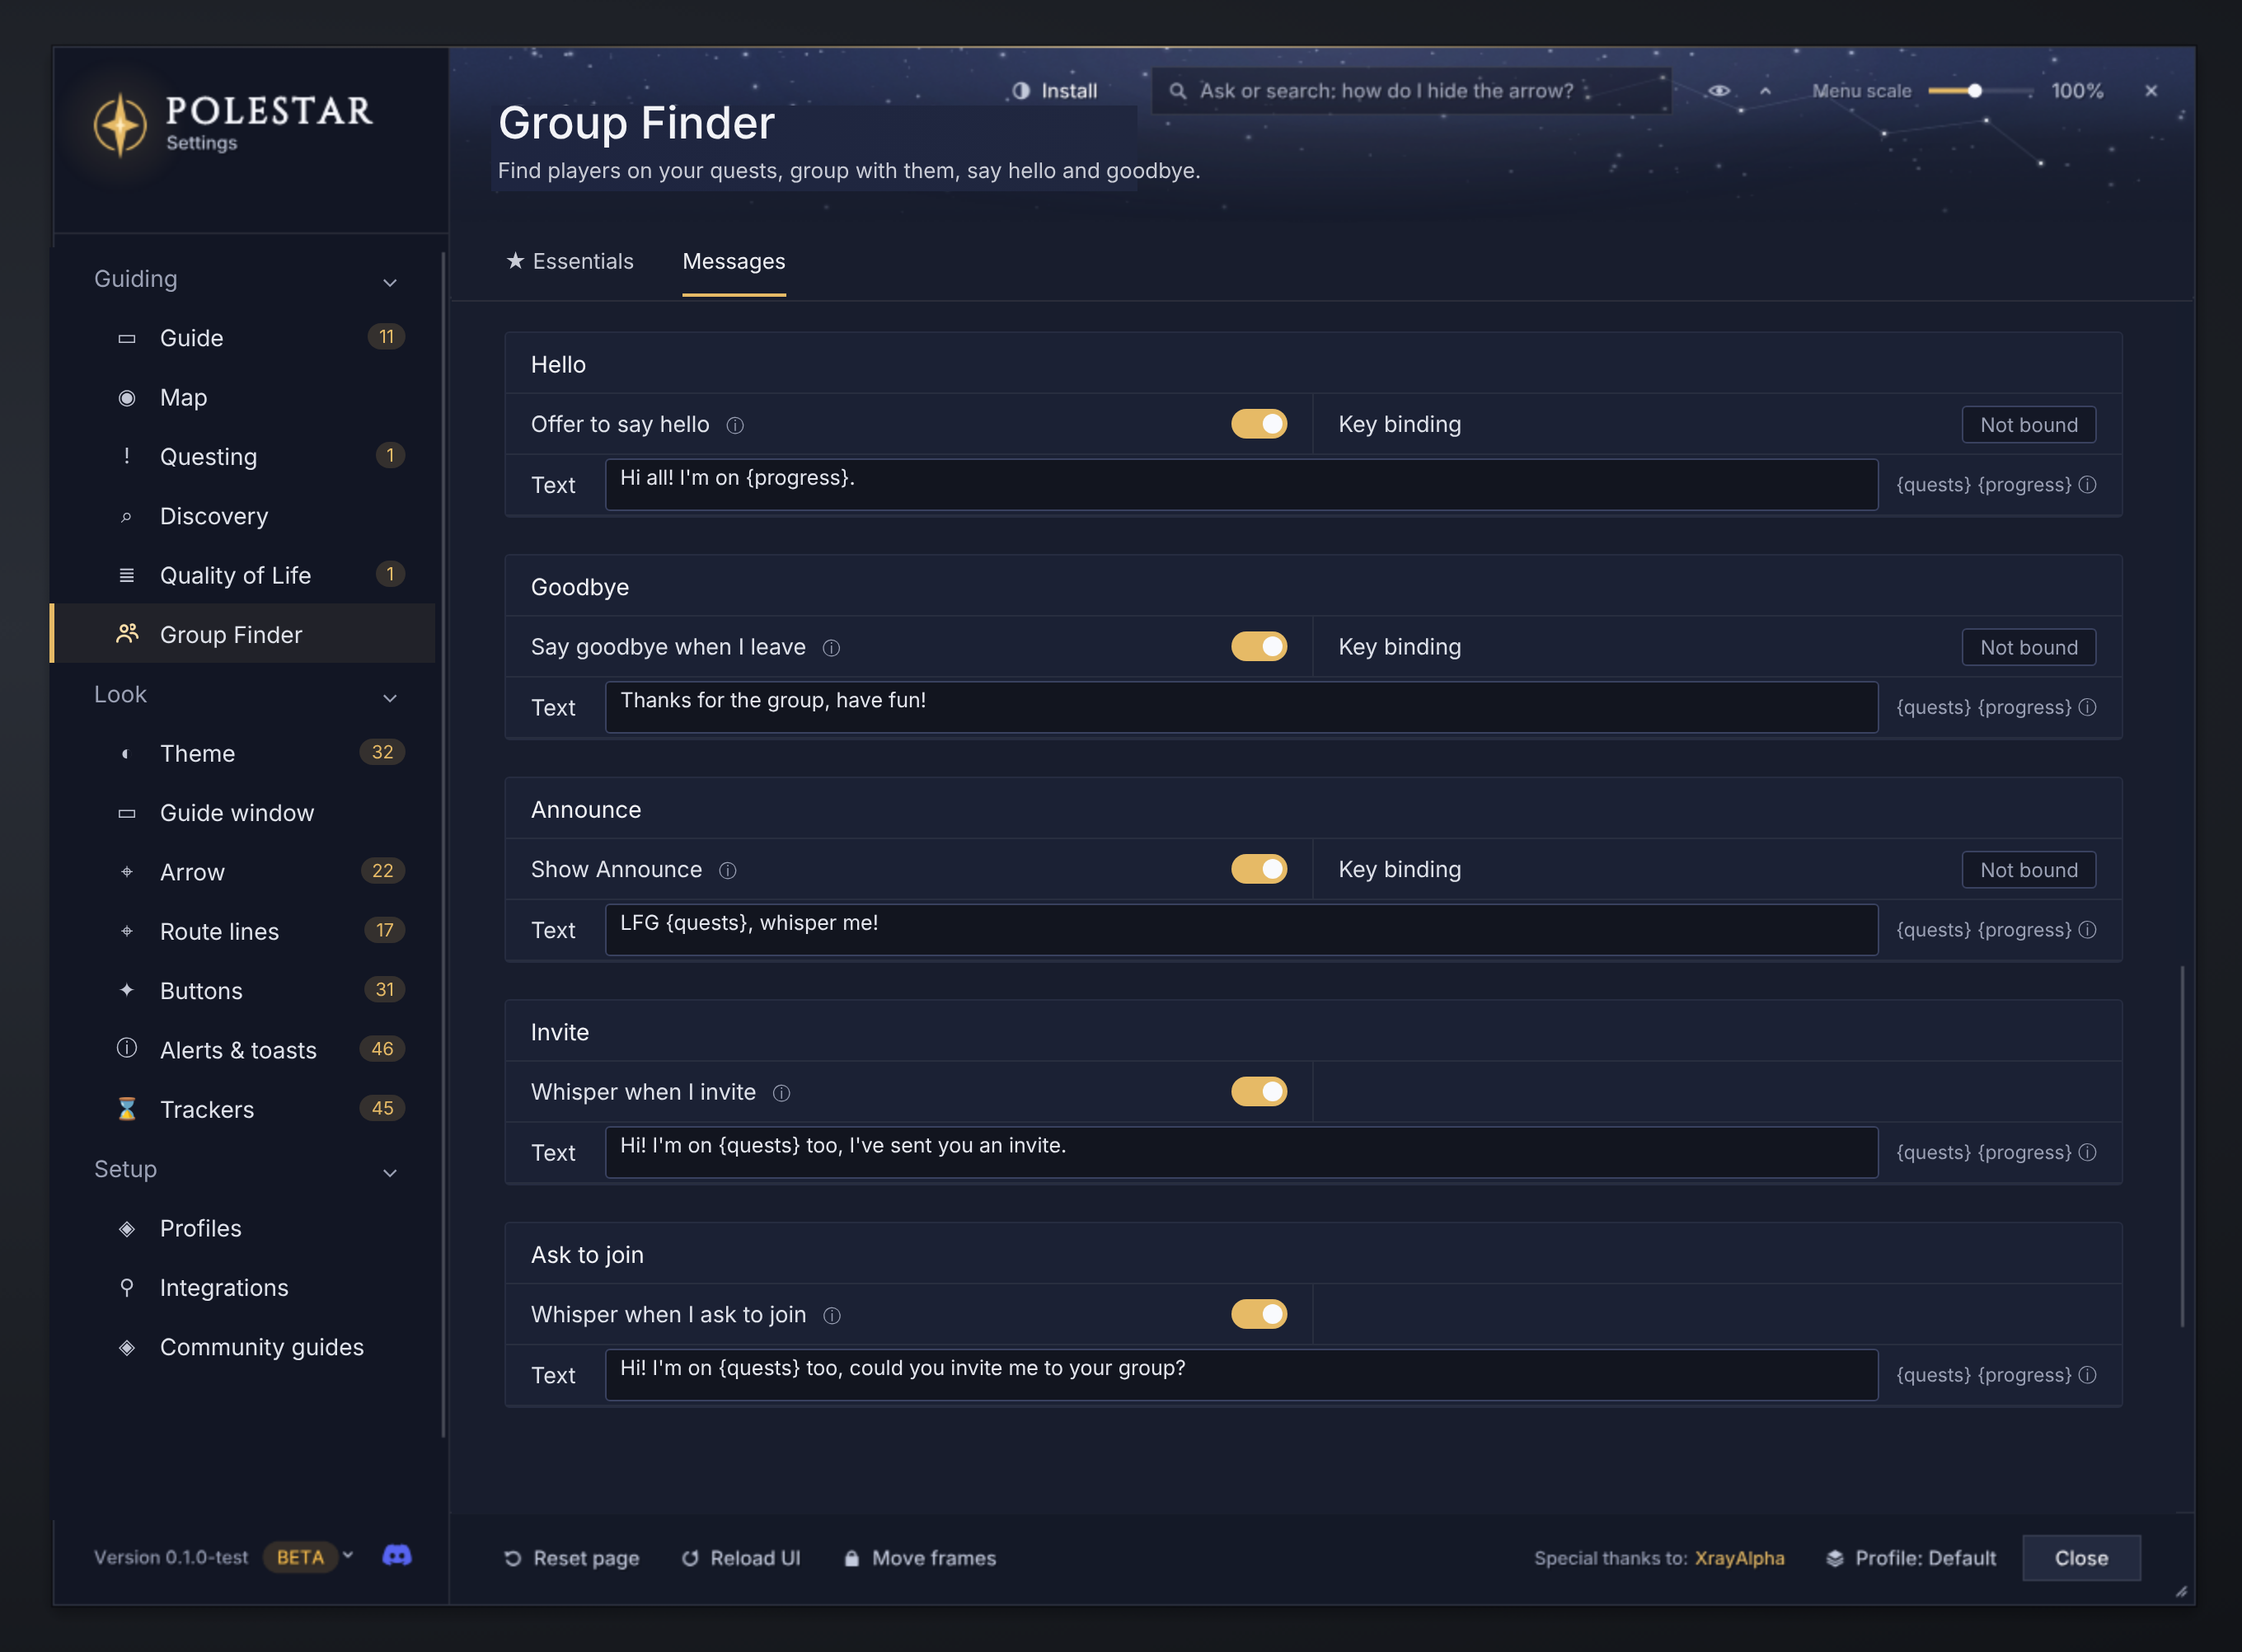 POLESTAR
Settings
Install
Ask or search: how do I hide the arrow?
Menu scale
100%
Group Finder
Find players on your quests, group with them, say hello and goodbye.
★ Essentials
Messages
Guiding
Guide 11
Map
Questing 1
Discovery
Quality of Life 1
Group Finder
Look
Theme 32
Guide window
Arrow 22
Route lines 17
Buttons 31
Alerts & toasts 46
Trackers 45
Setup
Profiles
Integrations
Community guides
Version 0.1.0-test BETA
Hello
Offer to say hello
Key binding Not bound
Text Hi all! I'm on {progress}. {quests} {progress}
Goodbye
Say goodbye when I leave
Key binding Not bound
Text Thanks for the group, have fun! {quests} {progress}
Announce
Show Announce
Key binding Not bound
Text LFG {quests}, whisper me! {quests} {progress}
Invite
Whisper when I invite
Text Hi! I'm on {quests} too, I've sent you an invite. {quests} {progress}
Ask to join
Whisper when I ask to join
Text Hi! I'm on {quests} too, could you invite me to your group? {quests} {progress}
Reset page
Reload UI
Move frames
Special thanks to: XrayAlpha
Profile: Default
Close